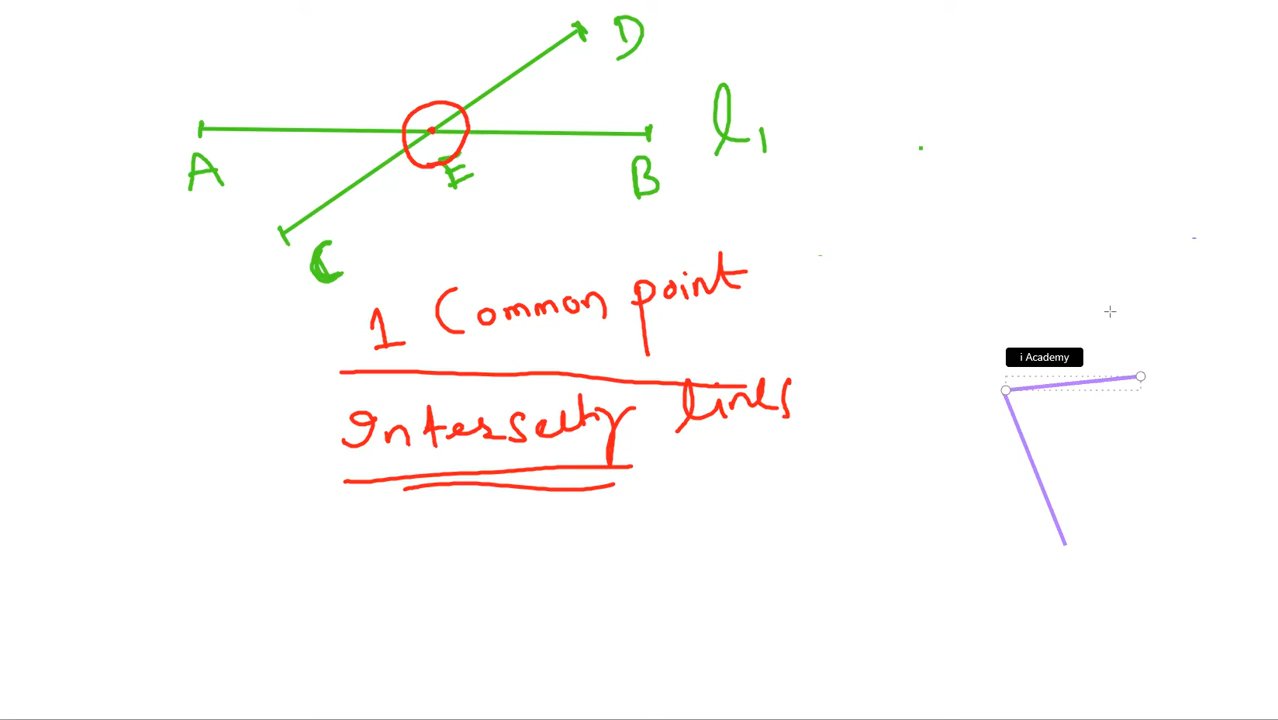 D
A
E
B
l1
C
1 Common point
Intersecting lines
i Academy